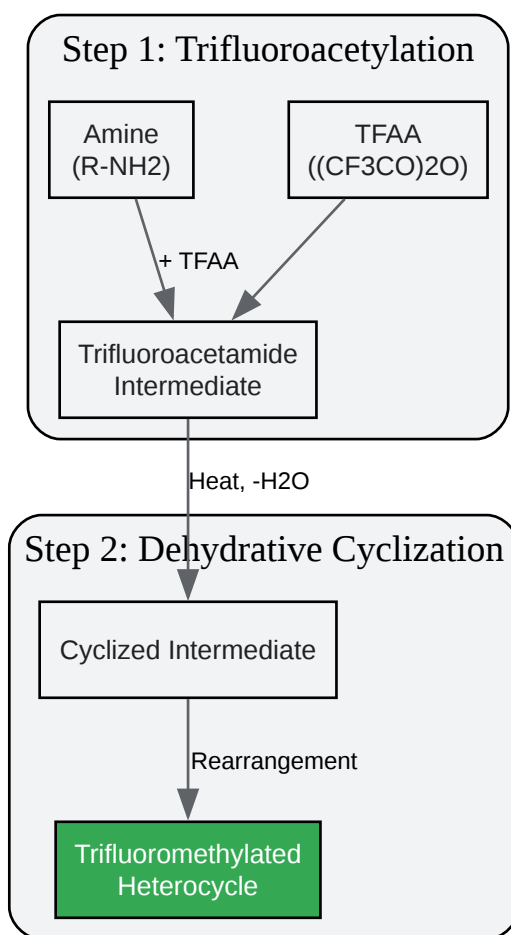 Step 1: Trifluoroacetylation
Amine
(R-NH2)
TFAA
((CF3CO)2O)
+ TFAA
Trifluoroacetamide
Intermediate
Heat, -H2O
Step 2: Dehydrative Cyclization
Cyclized Intermediate
Rearrangement
Trifluoromethylated
Heterocycle